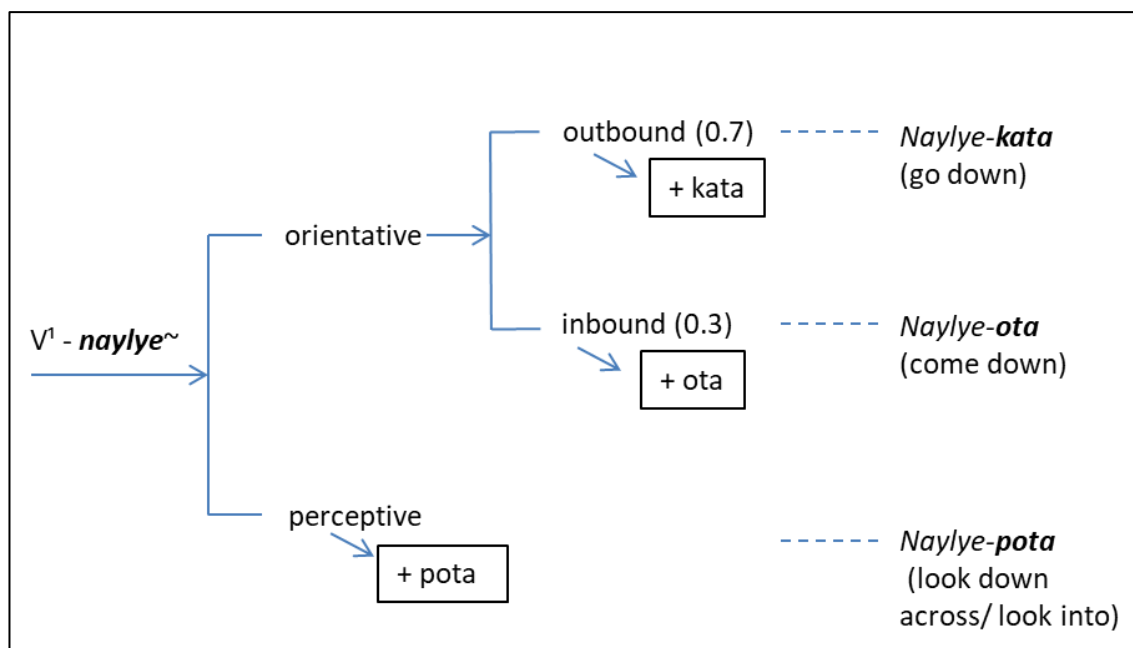 outbound (0.7)
Naylye-kata
(go down)
+ kata
orientative
V¹ - naylye~
inbound (0.3)
Naylye-ota
(come down)
+ ota
perceptive
+ pota
Naylye-pota
(look down
across/ look into)